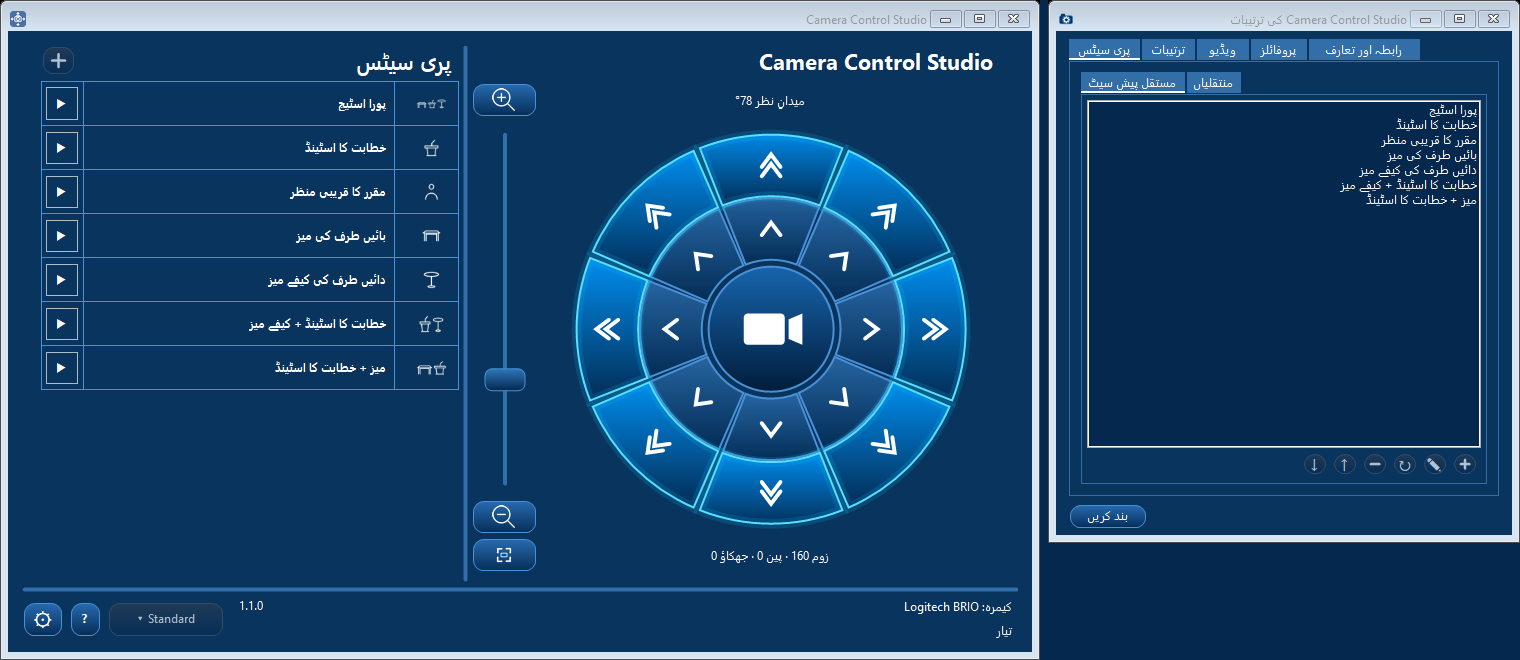 Camera Control Studio
پری سیٹس
پورا اسٹیج
خطابت کا اسٹینڈ
مقرر کا قریبی منظر
بائیں طرف کی میز
دائیں طرف کی کیفے میز
خطابت کا اسٹینڈ + کیفے میز
میز + خطابت کا اسٹینڈ
Camera Control Studio
میدانِ نظر 78°
زوم 160 · پین 0 · جھکاؤ 0
کیمرہ: Logitech BRIO
تیار
1.1.0
Standard
?
Camera Control Studio کی ترتیبات
پری سیٹس
ترتیبات
ویڈیو
پروفائلز
رابطہ اور تعارف
مستقل پیش سیٹ
منتقلیاں
پورا اسٹیج
خطابت کا اسٹینڈ
مقرر کا قریبی منظر
بائیں طرف کی میز
دائیں طرف کی کیفے میز
خطابت کا اسٹینڈ + کیفے میز
میز + خطابت کا اسٹینڈ
بند کریں